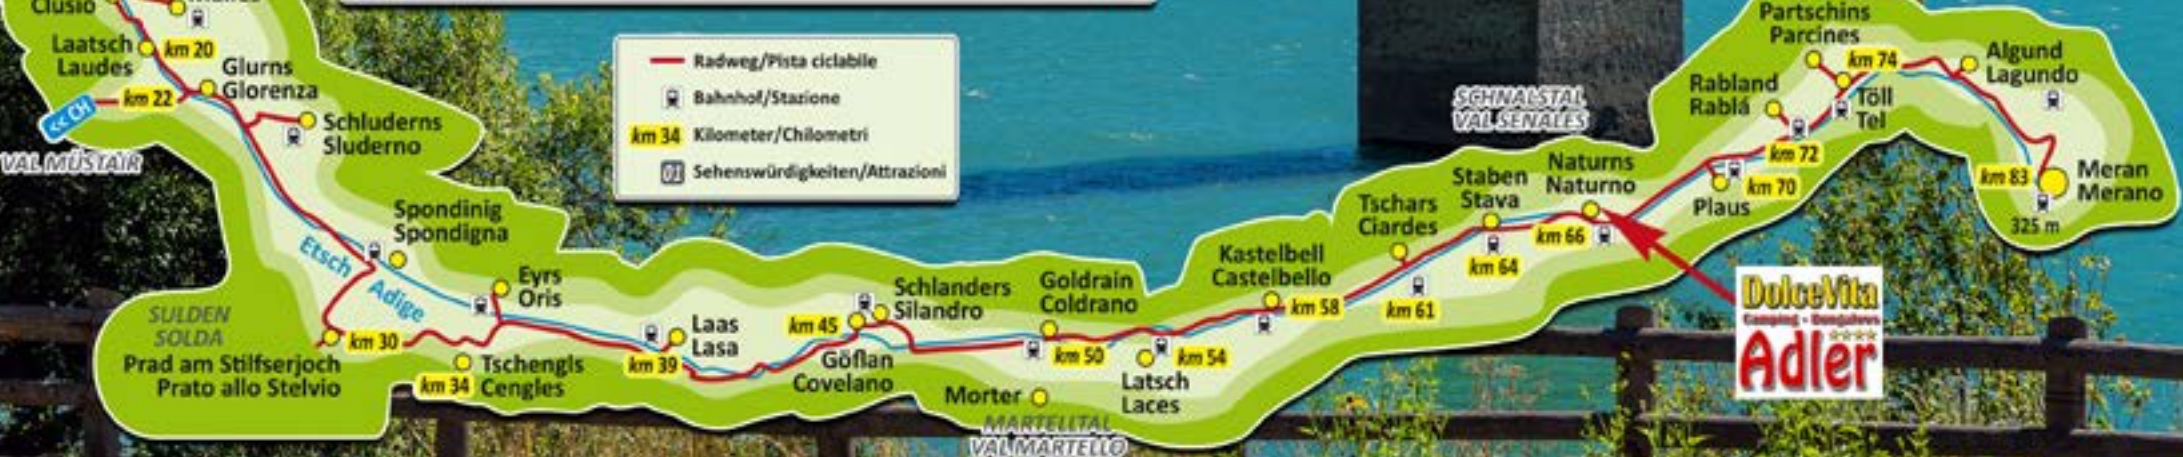 Clusio
Laatsch
Laudes
km 20
Glurns
Glorenza
km 22
<< CH
VAL MÜSTAIR
Schluderns
Sluderno
Radweg/Pista ciclabile
Bahnhof/Stazione
km 34 Kilometer/Chilometri
01 Sehenswürdigkeiten/Attrazioni
Spondinig
Spondigna
Etsch
Adige
Eyrs
Oris
SULDEN
SOLDA
Prad am Stilfserjoch
Prato allo Stelvio
km 30
km 34
Tschengls
Cengles
Laas
Lasa
km 39
km 45
Schlanders
Silandro
Göflan
Covelano
Goldrain
Coldrano
km 50
Morter
MARTELLTAL
VAL MARTELLO
Latsch
Laces
km 54
Kastelbell
Castelbello
km 58
Tschars
Ciardes
km 61
SCHNALSTAL
VAL SENALES
Staben
Stava
km 64
Naturns
Naturno
km 66
Plaus
km 70
Rabland
Rablá
km 72
Partschins
Parcines
Töll
Tel
km 74
Algund
Lagundo
km 83
Meran
Merano
325 m
DolceVita
Camping - Bungalows
Adler